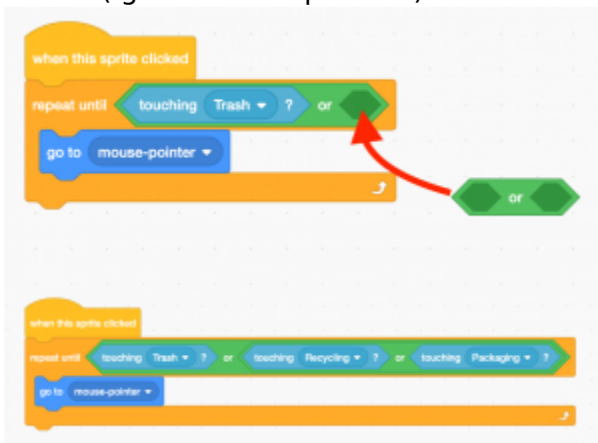 when this sprite clicked
repeat until touching Trash ? or
go to mouse-pointer
or
when this sprite clicked
repeat until touching Trash ? or touching Recycling ? or touching Packaging ?
go to mouse-pointer